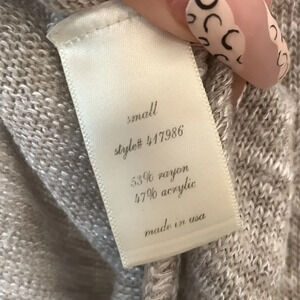 small
style# 417986
53% rayon
47% acrylic
made in usa